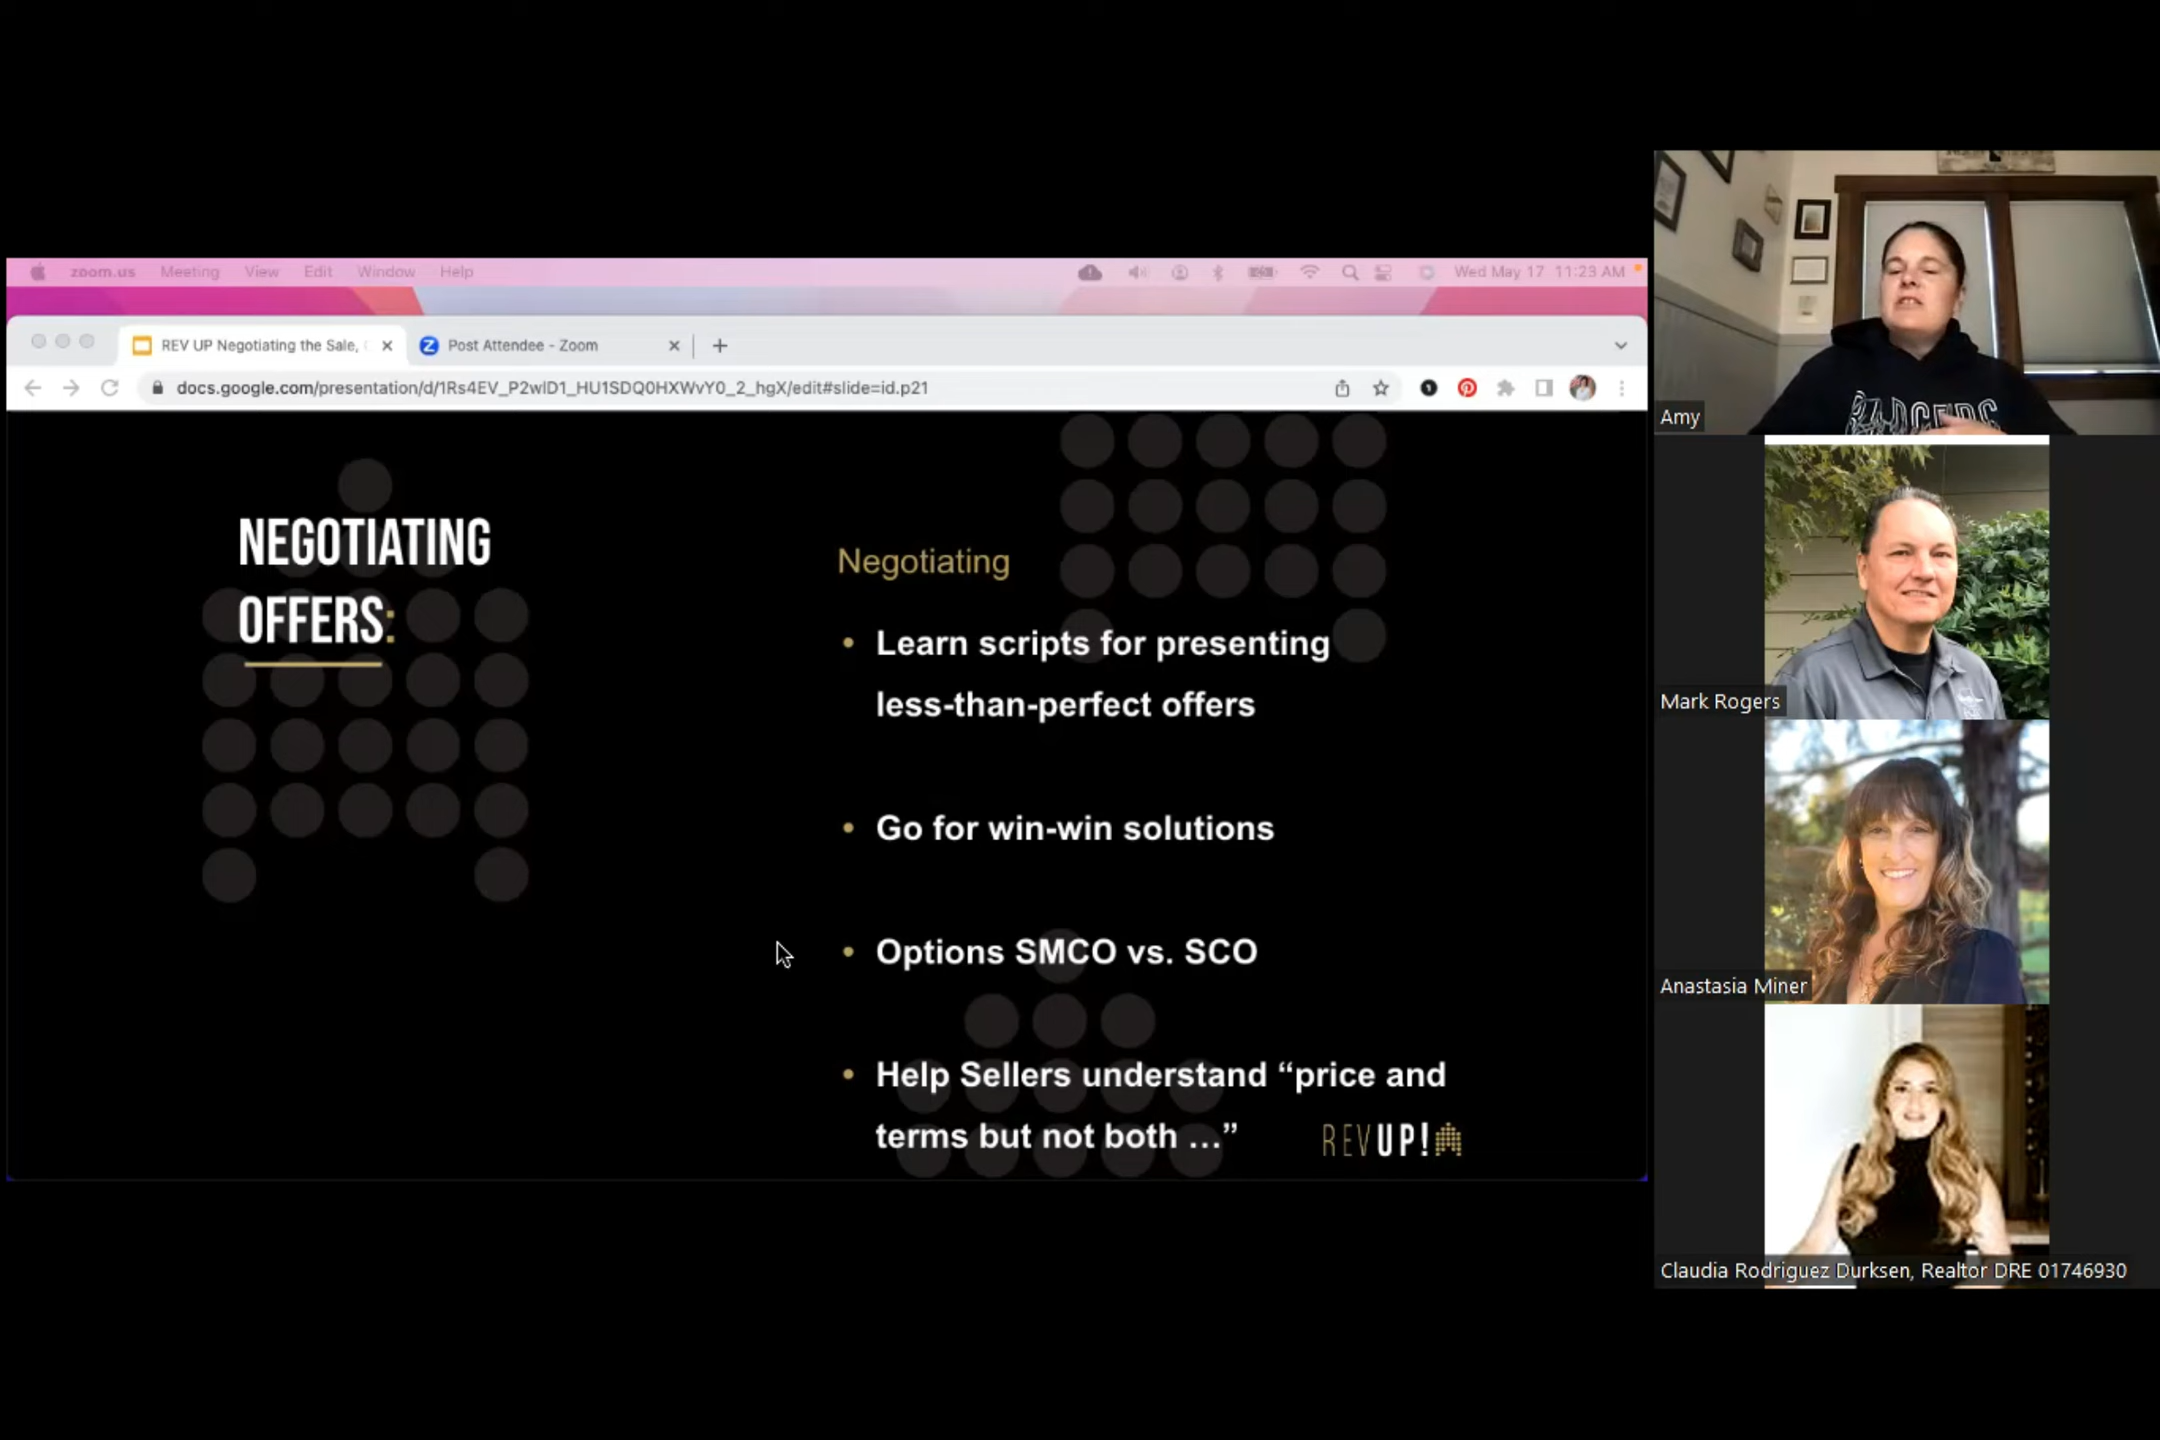 zoom.us Meeting View Edit Window Help Wed May 17 11:23 AM
REV UP Negotiating the Sale, Post Attendee - Zoom
docs.google.com/presentation/d/1Rs4EV_P2wlD1_HU1SDQ0HXWvY0_2_hgX/edit#slide=id.p21
NEGOTIATING
OFFERS:
Negotiating
• Learn scripts for presenting
less-than-perfect offers
• Go for win-win solutions
• Options SMCO vs. SCO
• Help Sellers understand “price and
terms but not both ...”
REVUP!
Amy
Mark Rogers
Anastasia Miner
Claudia Rodriguez Durksen, Realtor DRE 01746930